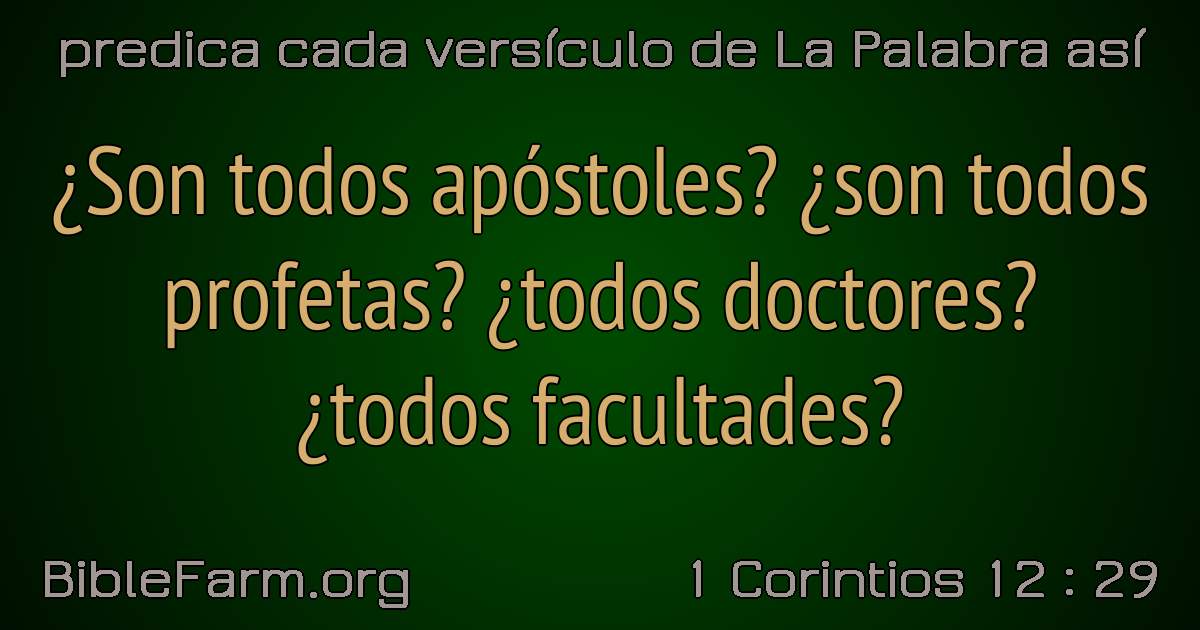 predica cada versículo de La Palabra así
¿Son todos apóstoles? ¿son todos
profetas? ¿todos doctores?
¿todos facultades?
BibleFarm.org
1 Corintios 12 : 29